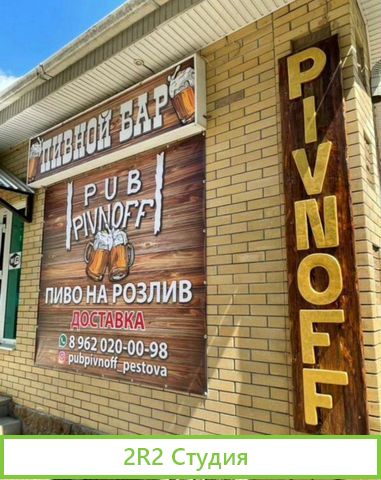 ПИВНОЙ БАР
PUB
PIVNOFF
ПИВО НА РОЗЛИВ
ДОСТАВКА
8 962 020-00-98
pubpivnoff_pestova
PIVNOFF
2R2 Студия